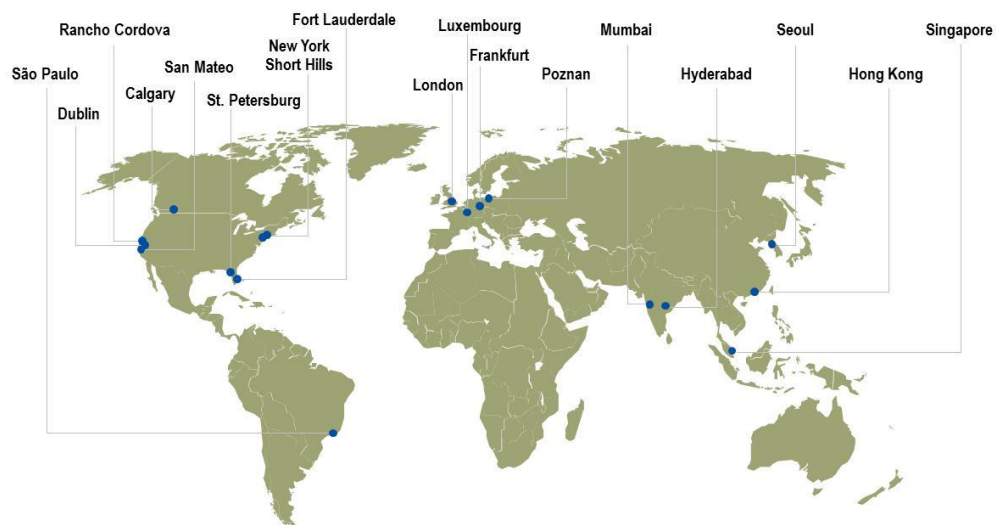 Fort Lauderdale
Luxembourg
Rancho Cordova
Mumbai
Seoul
Singapore
New York
Short Hills
Frankfurt
São Paulo
San Mateo
Poznan
Hyderabad
Hong Kong
London
Calgary
St. Petersburg
Dublin